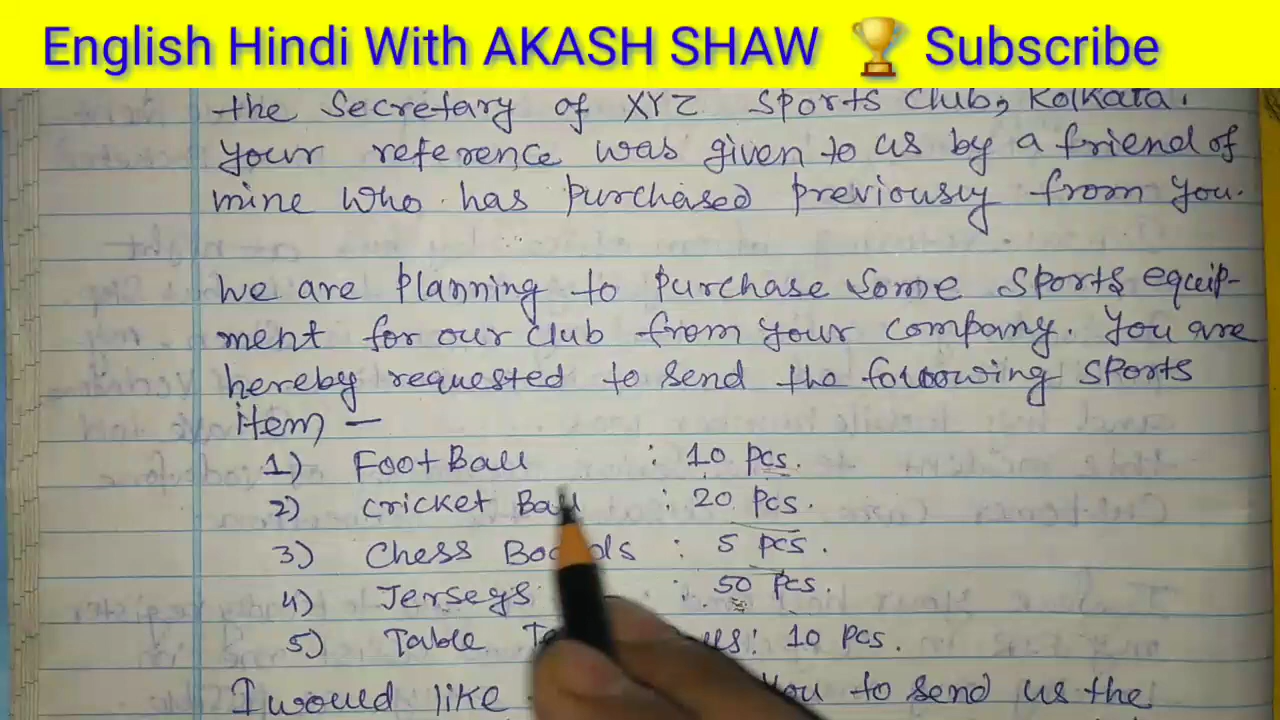 English Hindi With AKASH SHAW 🏆 Subscribe
the Secretary of XYZ Sports Club, Kolkata.
Your reference was given to us by a friend of
mine who has purchased previously from you.
We are planning to purchase some sports equip-
ment for our club from your company. You are
hereby requested to send the following sports
item —
1) FootBall : 10 pcs.
2) Cricket Ball : 20 pcs.
3) Chess Boards : 5 pcs.
4) Jerseys : 50 pcs.
5) Table : 10 pcs.
I would like you to send us the